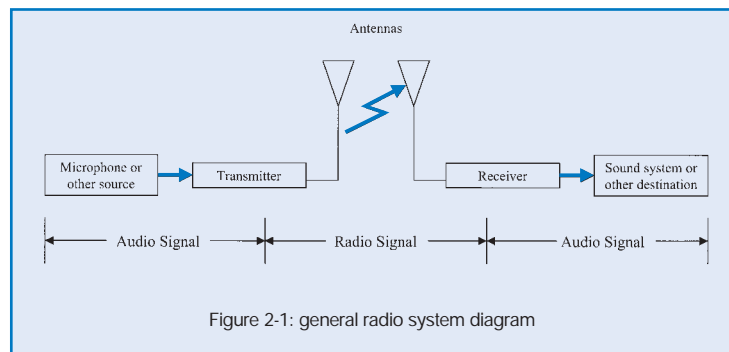 Antennas
Microphone or
other source
Transmitter
Receiver
Sound system or
other destination
Audio Signal
Radio Signal
Audio Signal
Figure 2-1: general radio system diagram